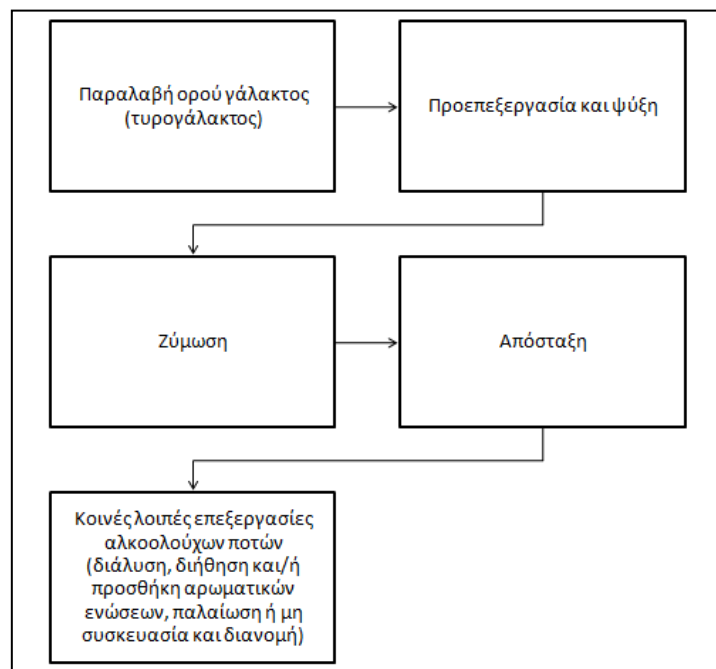 Παραλαβή ορού γάλακτος
(τυρογάλακτος)
Προεπεξεργασία και ψύξη
Ζύμωση
Απόσταξη
Κοινές λοιπές επεξεργασίες
αλκοολούχων ποτών
(διάλυση, διήθηση και/ή
προσθήκη αρωματικών
ενώσεων, παλαίωση ή μη
συσκευασία και διανομή)